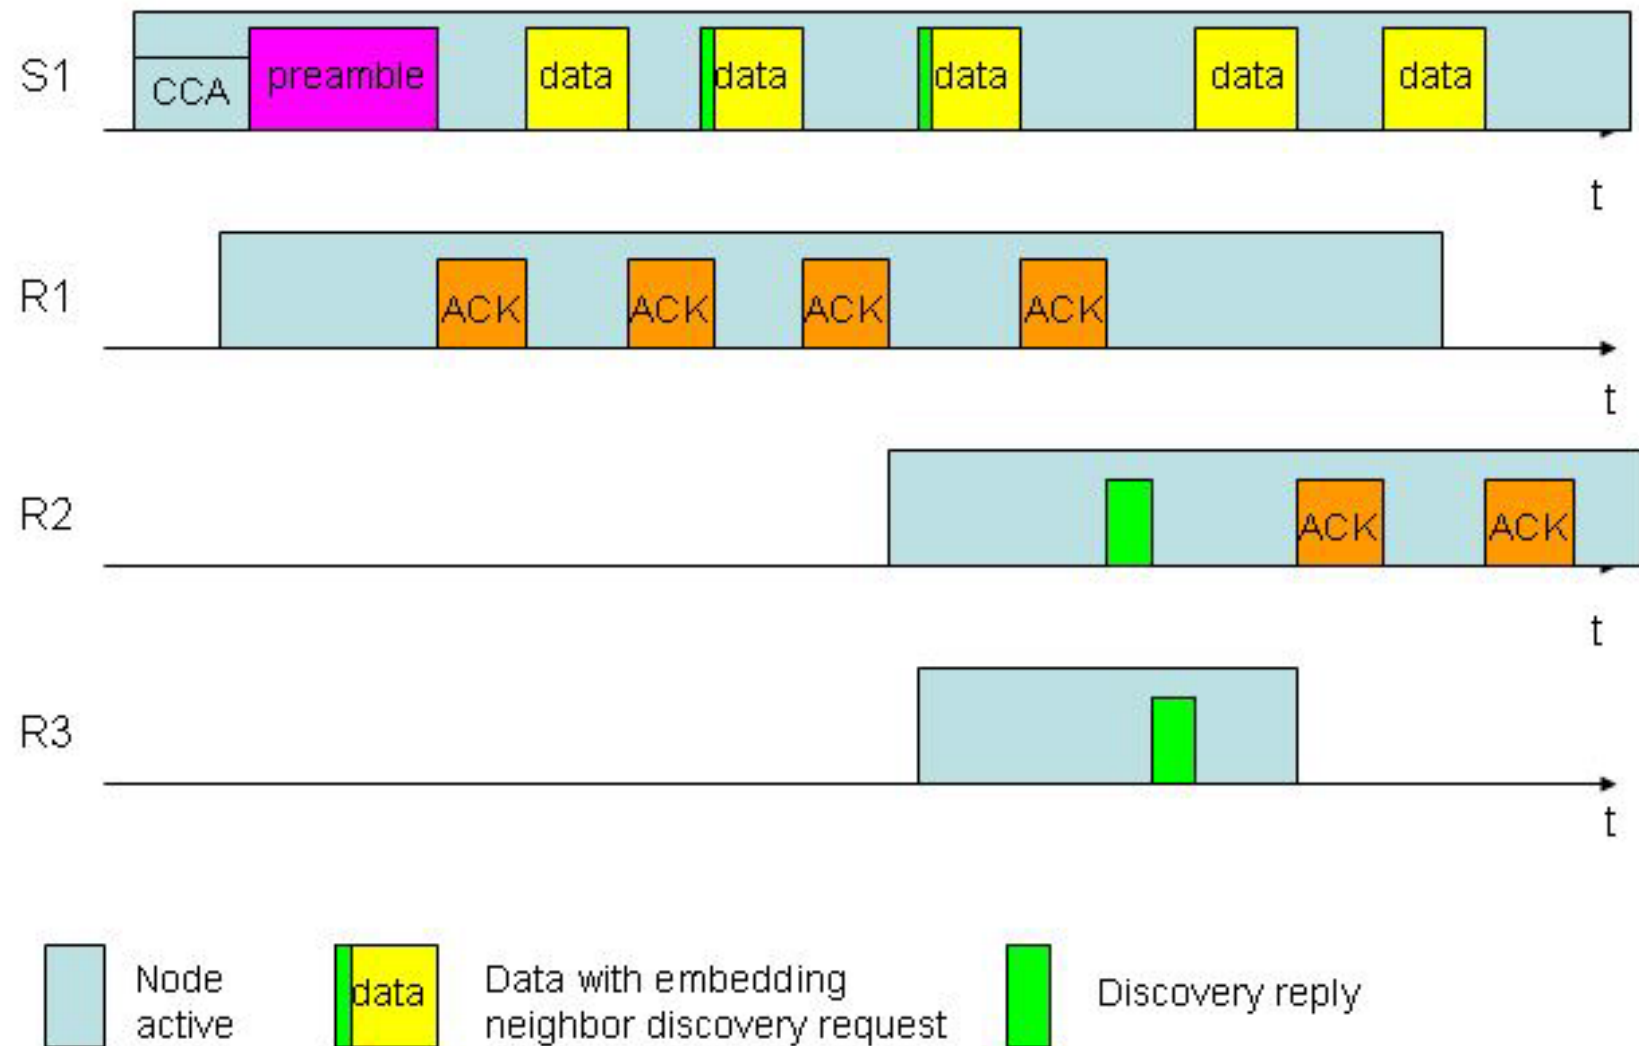 S1
CCA
preamble
data
data
data
data
data
t
R1
ACK
ACK
ACK
ACK
t
R2
ACK
ACK
t
R3
t
Node
active
data
Data with embedding
neighbor discovery request
Discovery reply